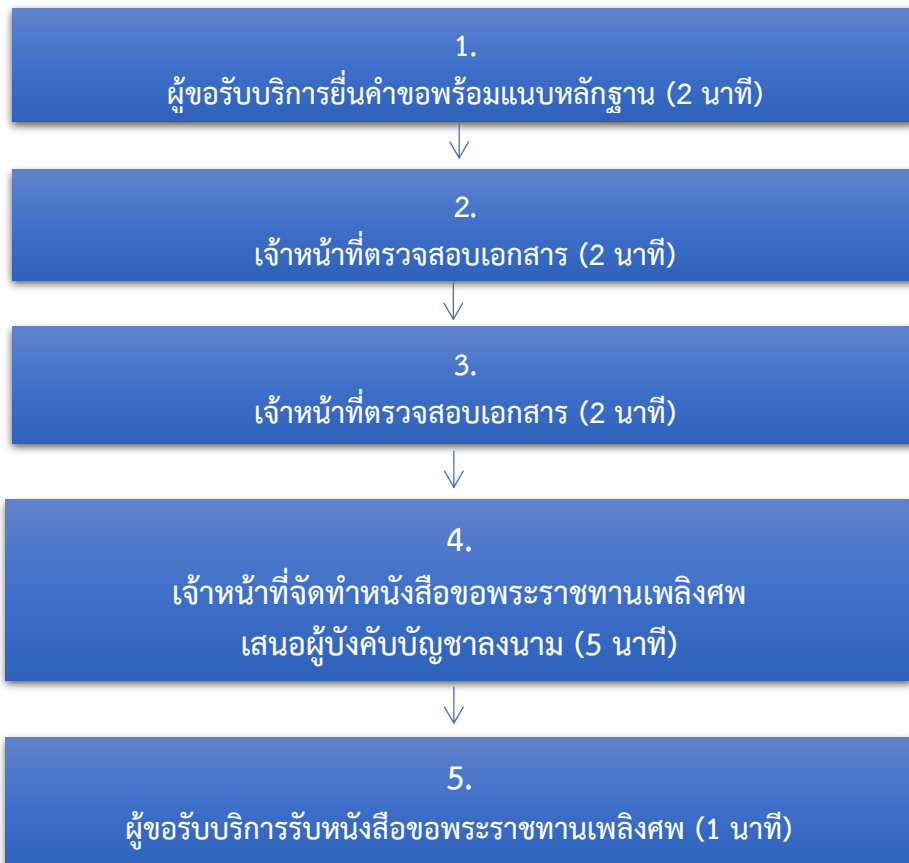 1.
ผู้ขอรับบริการยื่นคำขอพร้อมแนบหลักฐาน (2 นาที)
2.
เจ้าหน้าที่ตรวจสอบเอกสาร (2 นาที)
3.
เจ้าหน้าที่ตรวจสอบเอกสาร (2 นาที)
4.
เจ้าหน้าที่จัดทำหนังสือขอพระราชทานเพลิงศพ
เสนอผู้บังคับบัญชาลงนาม (5 นาที)
5.
ผู้ขอรับบริการรับหนังสือขอพระราชทานเพลิงศพ (1 นาที)